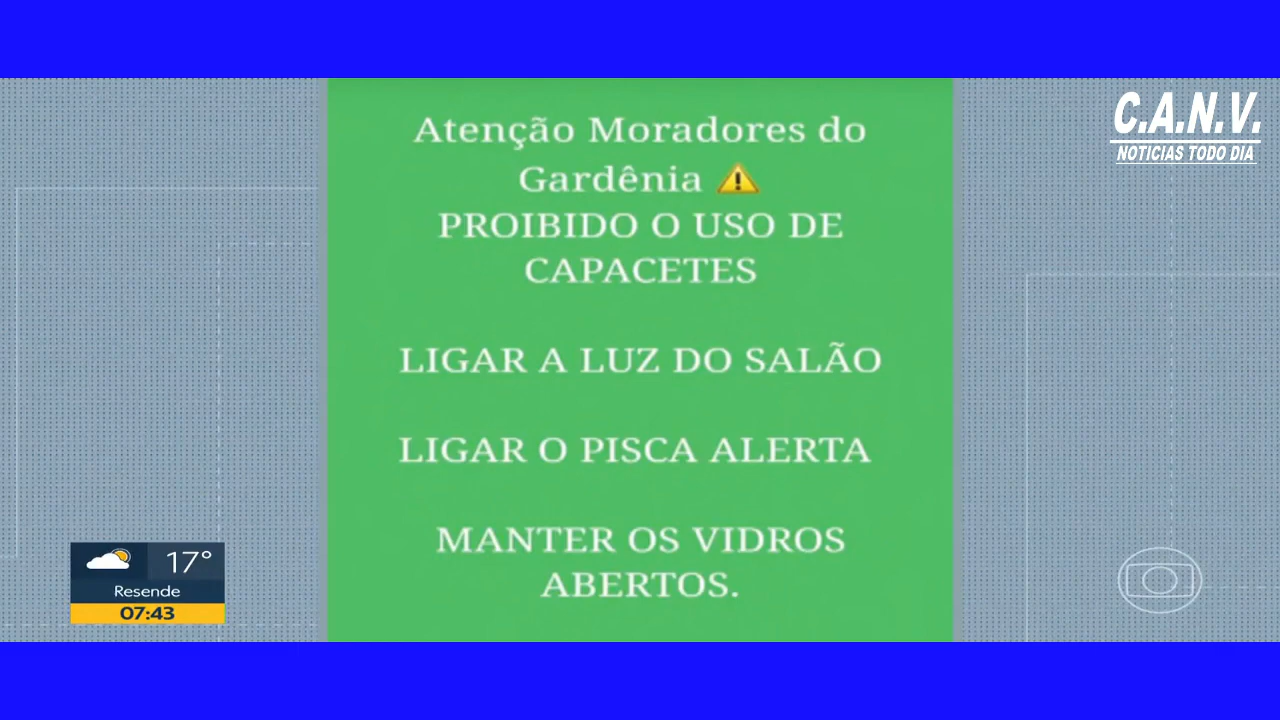 C.A.N.V.
NOTICIAS TODO DIA
Atenção Moradores do
Gardênia ⚠️
PROIBIDO O USO DE
CAPACETES
LIGAR A LUZ DO SALÃO
LIGAR O PISCA ALERTA
MANTER OS VIDROS
ABERTOS.
17°
Resende
07:43